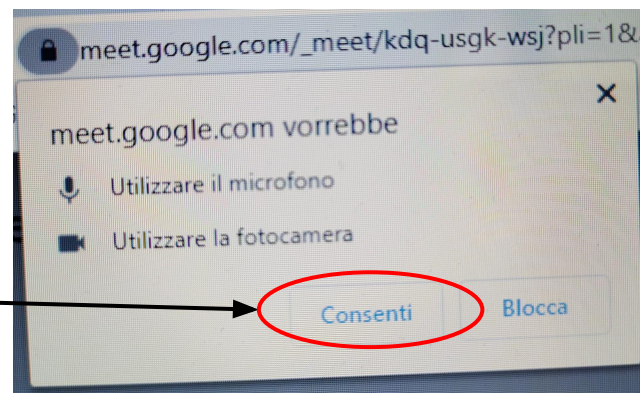 meet.google.com/_meet/kdq-usgk-wsj?pli=1&
meet.google.com vorrebbe
Utilizzare il microfono
Utilizzare la fotocamera
Consenti
Blocca